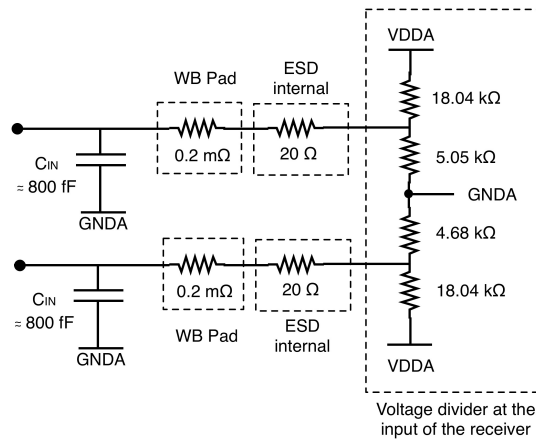 VDDA
WB Pad
ESD
internal
18.04 kΩ
0.2 mΩ
20 Ω
5.05 kΩ
CIN
≈ 800 fF
GNDA
GNDA
4.68 kΩ
0.2 mΩ
20 Ω
18.04 kΩ
CIN
≈ 800 fF
WB Pad
ESD
internal
GNDA
VDDA
Voltage divider at the
input of the receiver